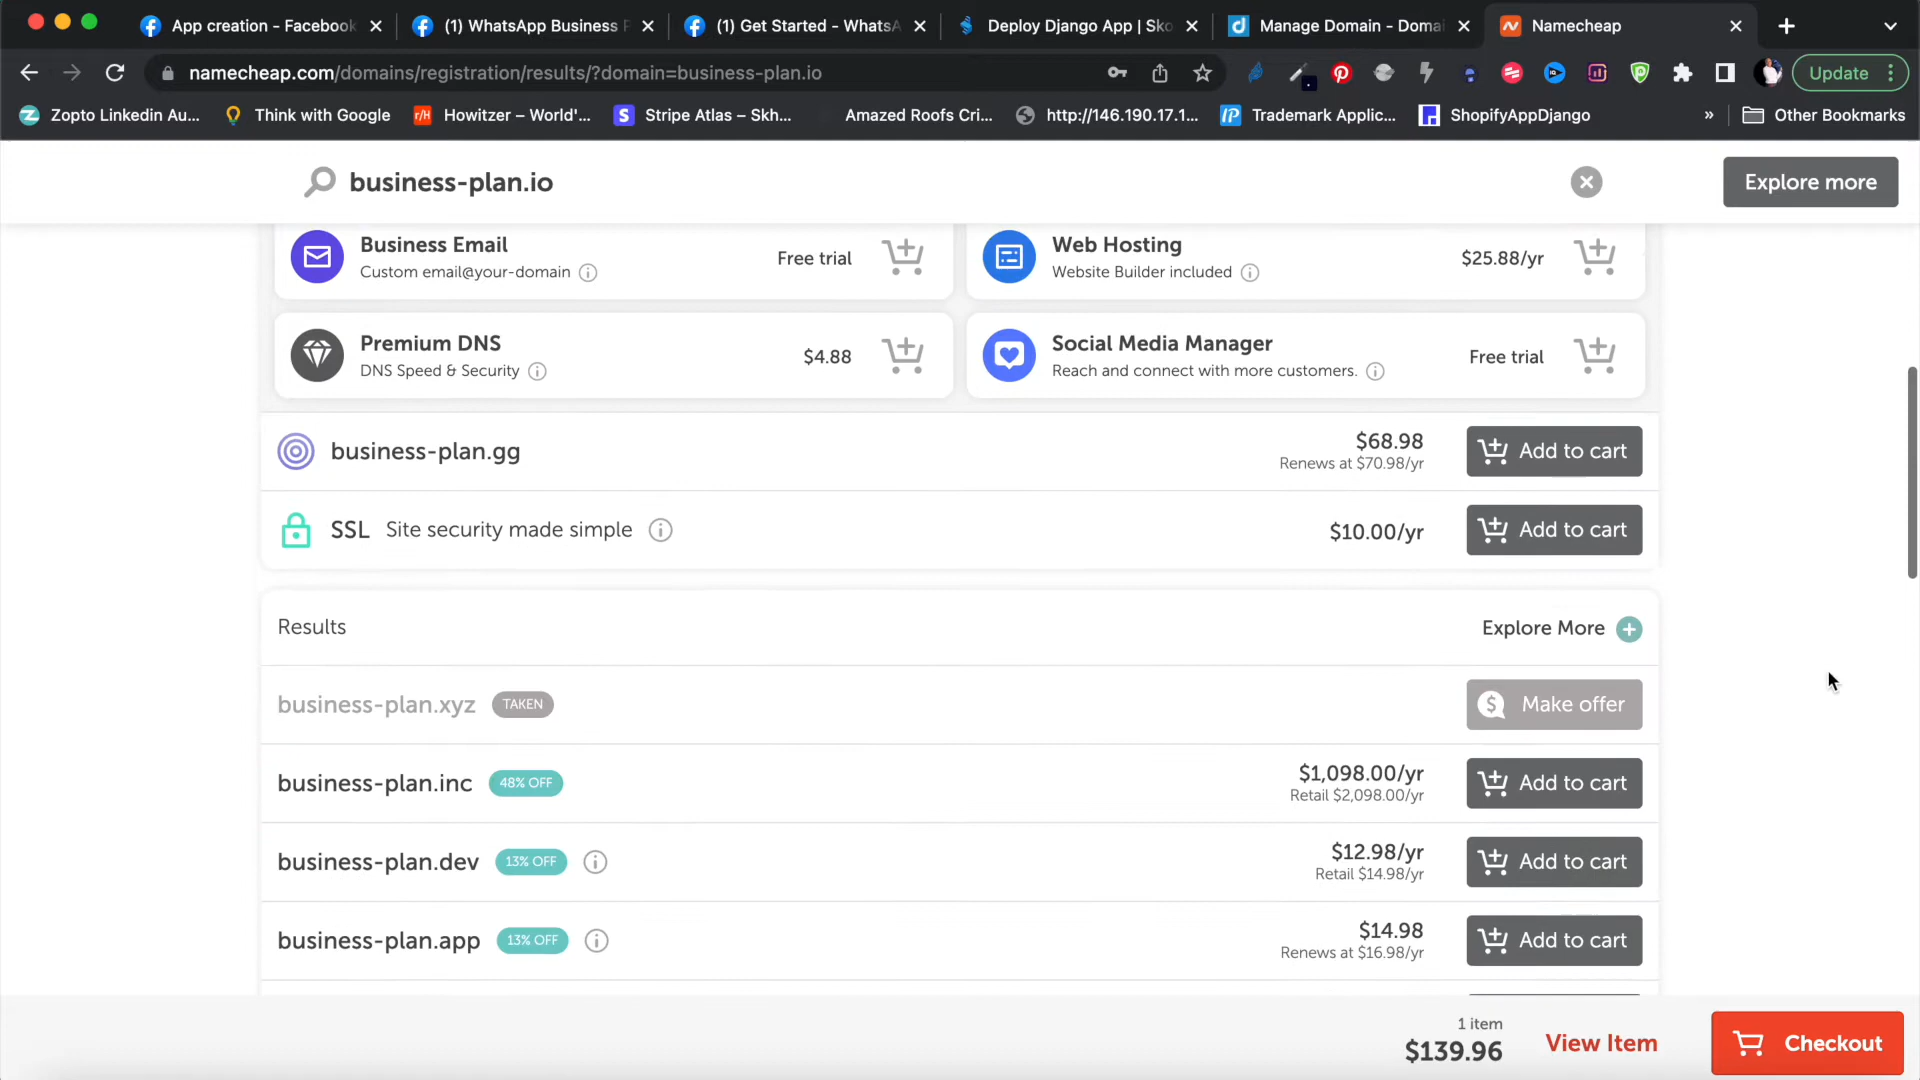 App creation - Facebook
(1) WhatsApp Business P
(1) Get Started - WhatsA
Deploy Django App | Sko
Manage Domain - Domai
Namecheap
namecheap.com/domains/registration/results/?domain=business-plan.io
Update
Zopto Linkedin Au...
Think with Google
Howitzer – World'...
Stripe Atlas – Skh...
Amazed Roofs Cri...
http://146.190.17.1...
Trademark Applic...
ShopifyAppDjango
»
Other Bookmarks
business-plan.io
Explore more
Business Email
Custom email@your-domain
Free trial
Web Hosting
Website Builder included
$25.88/yr
Premium DNS
DNS Speed & Security
$4.88
Social Media Manager
Reach and connect with more customers.
Free trial
business-plan.gg
$68.98
Renews at $70.98/yr
Add to cart
SSL Site security made simple
$10.00/yr
Add to cart
Results
Explore More
business-plan.xyz TAKEN
Make offer
business-plan.inc 48% OFF
$1,098.00/yr
Retail $2,098.00/yr
Add to cart
business-plan.dev 13% OFF
$12.98/yr
Retail $14.98/yr
Add to cart
business-plan.app 13% OFF
$14.98
Renews at $16.98/yr
Add to cart
1 item
$139.96
View Item
Checkout